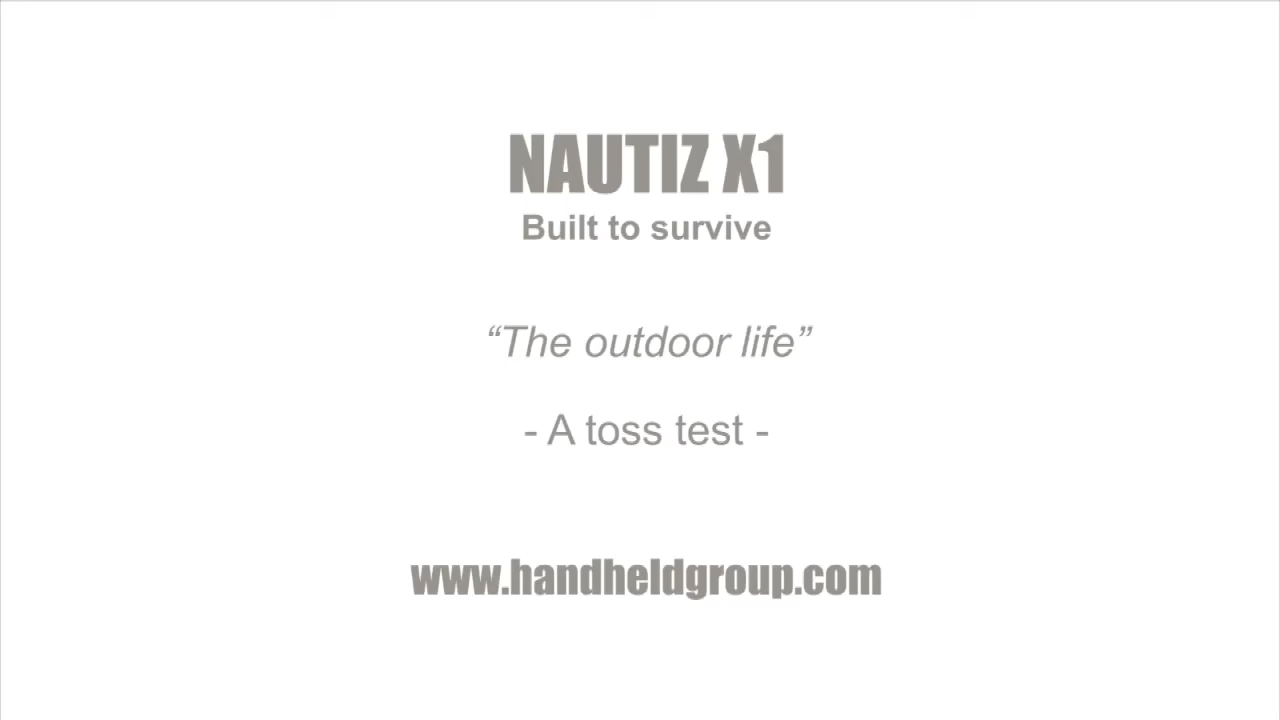 NAUTIZ X1
Built to survive
“The outdoor life”
- A toss test -
www.handheldgroup.com